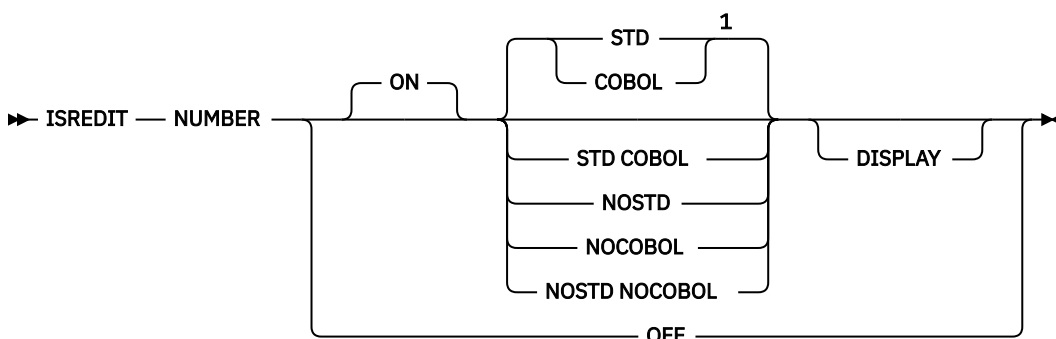 STD 1
COBOL
ON
ISREDIT NUMBER
STD COBOL DISPLAY
NOSTD
NOCOBOL
NOSTD NOCOBOL
OFF